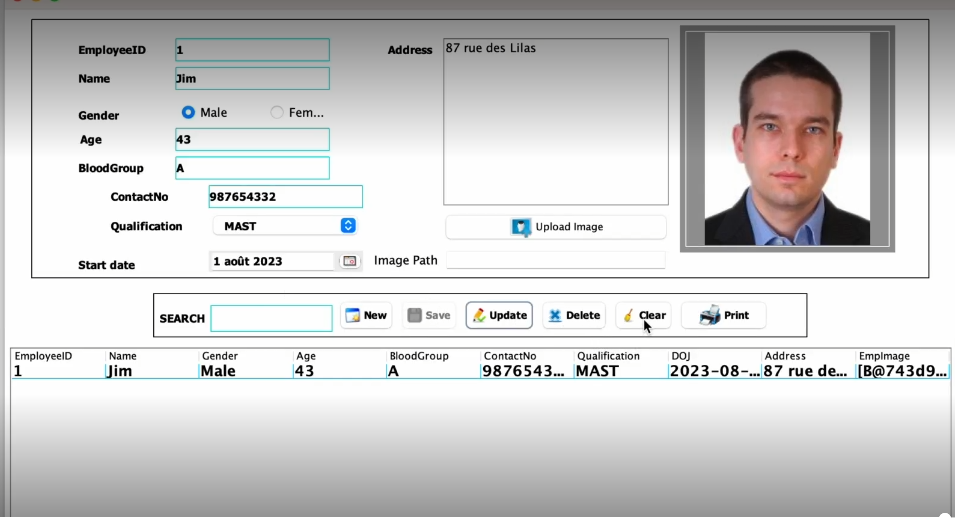 EmployeeID 1
Address 87 rue des Lilas
Name Jim
Gender Male Fem...
Age 43
BloodGroup A
ContactNo 987654332
Qualification MAST
Upload Image
Start date 1 août 2023
Image Path
SEARCH New Save Update Delete Clear Print
EmployeeID Name Gender Age BloodGroup ContactNo Qualification DOJ Address EmpImage
1 Jim Male 43 A 9876543... MAST 2023-08-... 87 rue de... [B@743d9...